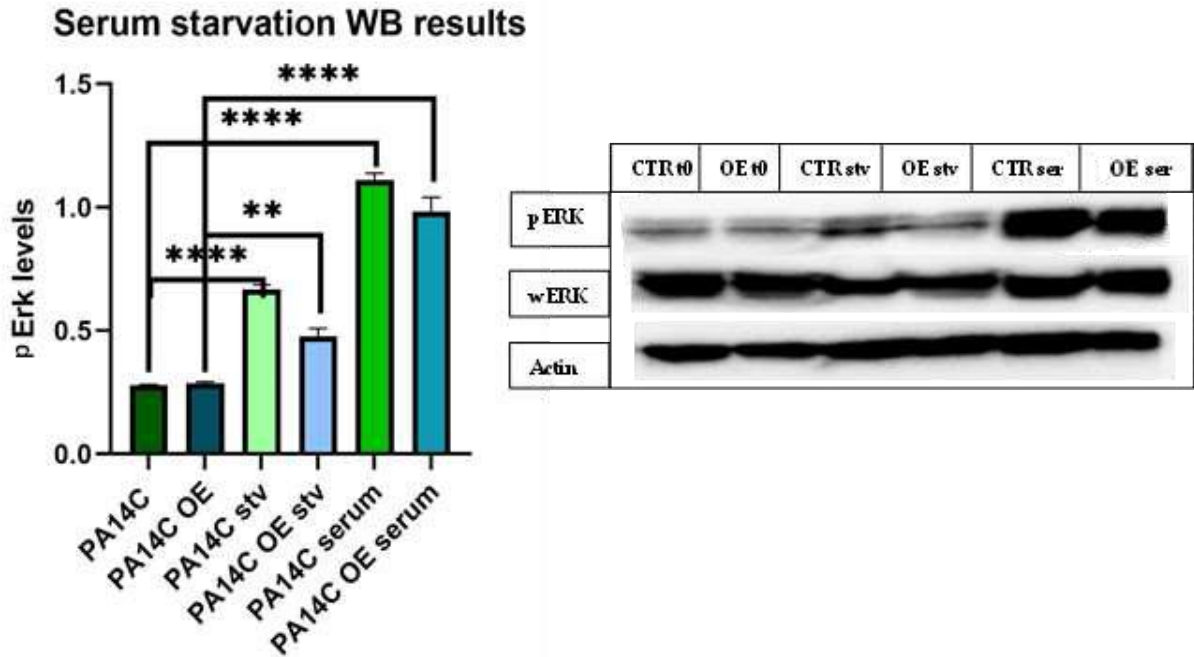 Serum starvation WB results
pErk levels
1.5
1.0
0.5
0.0
****
****
**
****
PA14C
PA14C OE
PA14C stv
PA14C OE stv
PA14C serum
PA14C OE serum
CTR t0 OE t0 CTR stv OE stv CTR ser OE ser
pERK
wERK
Actin